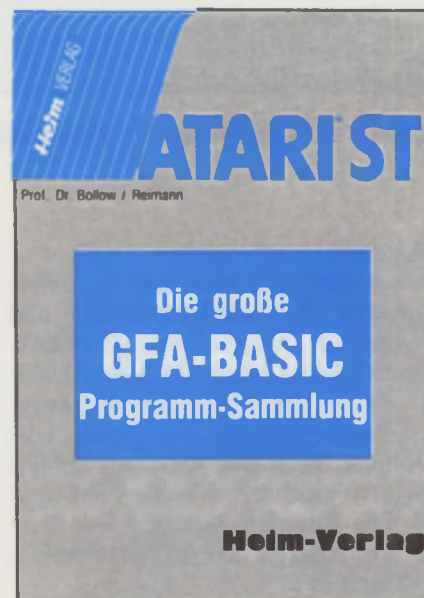 Heim VERLAG
ATARI ST
Prof. Dr. Bollow / Reimann
Die große
GFA-BASIC
Programm-Sammlung
Heim-Verlag